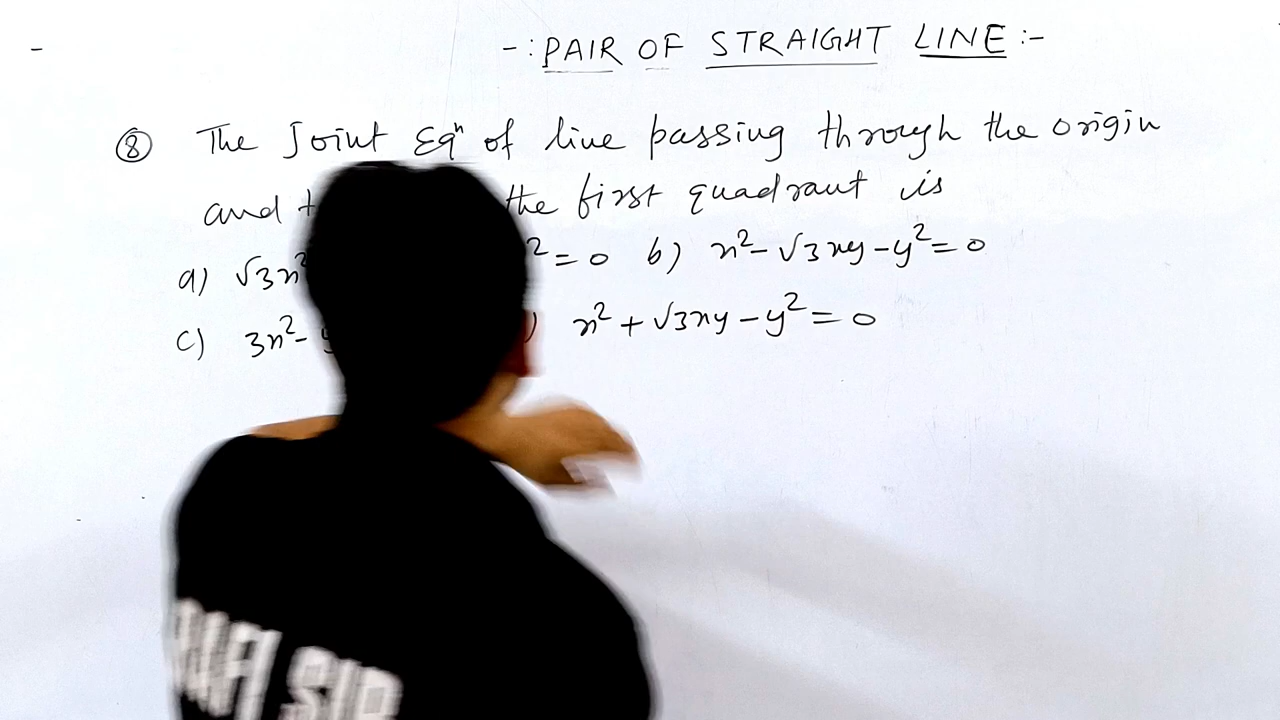 -: PAIR OF STRAIGHT LINE :-
⑧ The Joint Eqⁿ of line passing through the origin
and the first quadrant is
a) √3x² ² = 0 b) x² - √3xy - y² = 0
c) 3x² - ) x² + √3xy - y² = 0
SIR